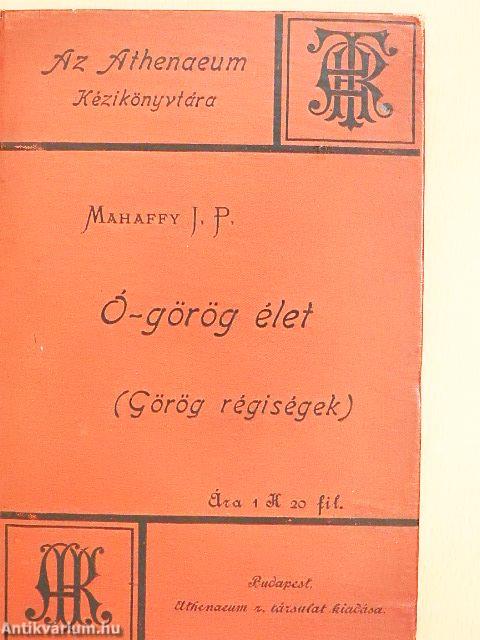 Az Athenaeum
Kézikönyvtára
MAHAFFY J. P.
Ó-görög élet
(Görög régiségek)
Ára 1 K 20 fil.
Budapest,
Athenaeum r. társulat kiadása.
Antikvarium.hu